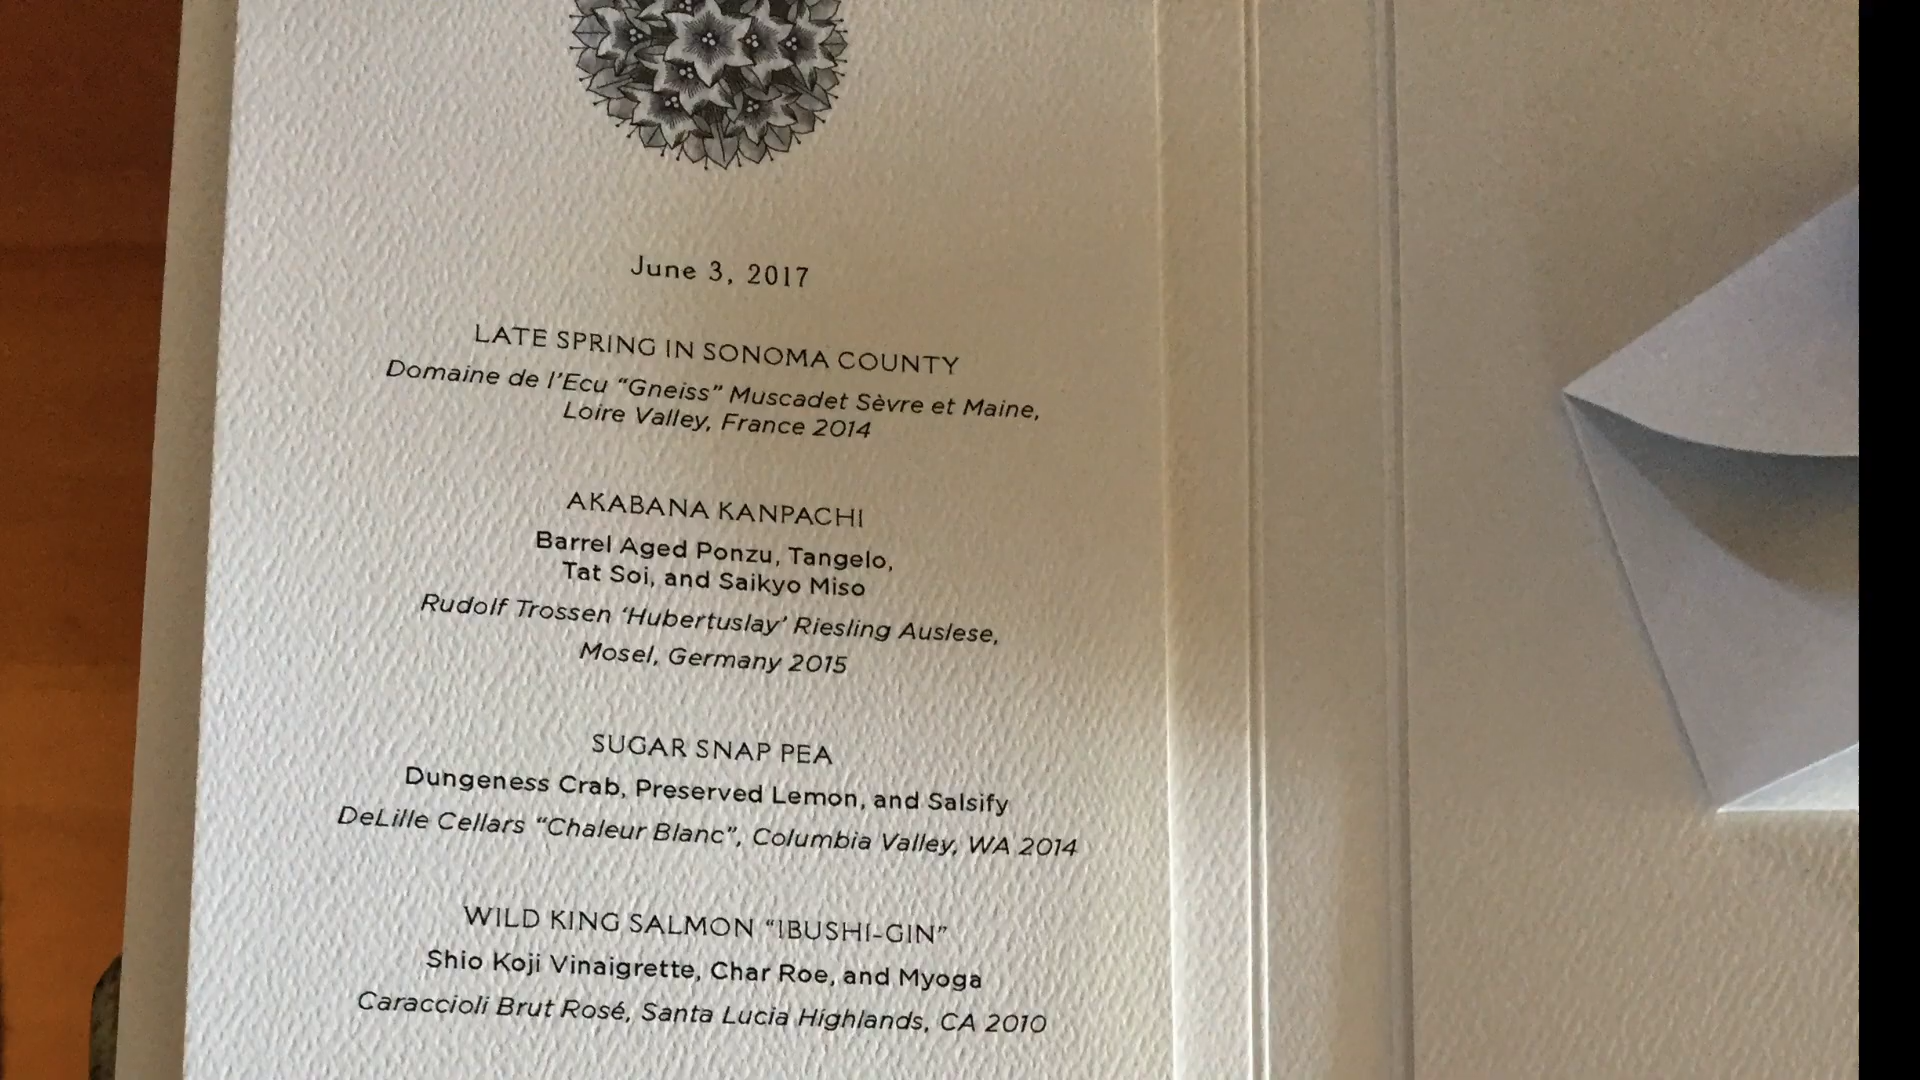 June 3, 2017
LATE SPRING IN SONOMA COUNTY
Domaine de l'Ecu “Gneiss” Muscadet Sèvre et Maine,
Loire Valley, France 2014
AKABANA KANPACHI
Barrel Aged Ponzu, Tangelo,
Tat Soi, and Saikyo Miso
Rudolf Trossen ‘Hubertuslay’ Riesling Auslese,
Mosel, Germany 2015
SUGAR SNAP PEA
Dungeness Crab, Preserved Lemon, and Salsify
DeLille Cellars “Chaleur Blanc”, Columbia Valley, WA 2014
WILD KING SALMON “IBUSHI-GIN”
Shio Koji Vinaigrette, Char Roe, and Myoga
Caraccioli Brut Rosé, Santa Lucia Highlands, CA 2010